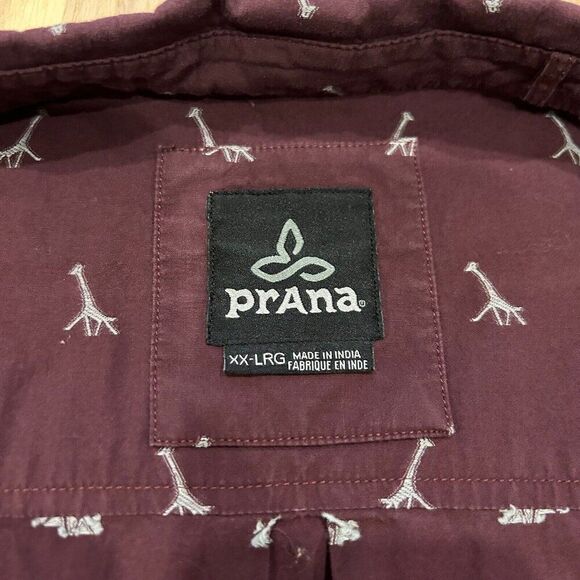 prAna®
XX-LRG MADE IN INDIA
FABRIQUE EN INDE